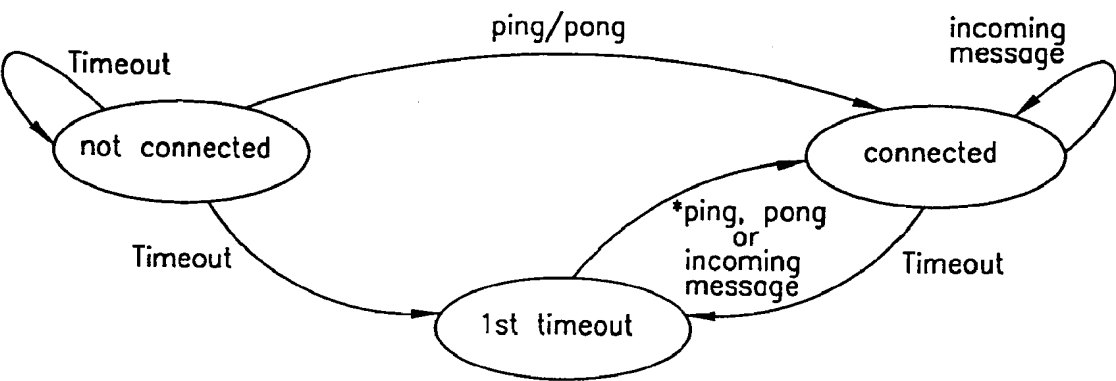 ping/pong
incoming
message
Timeout
not connected
connected
*ping, pong
or
incoming
message
Timeout
Timeout
1st timeout